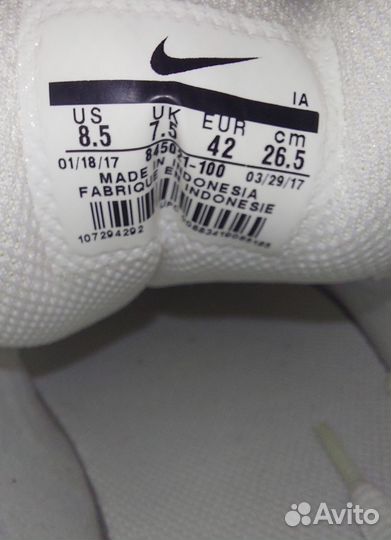 IA
US UK EUR cm
8.5 7.5 42 26.5
01/18/17 03/29/17
MADE IN INDONESIA
FABRIQUE EN INDONESIE
107294292
Avito